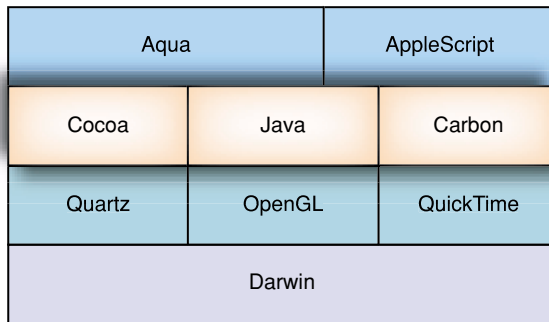 Aqua AppleScript
Cocoa Java Carbon
Quartz OpenGL QuickTime
Darwin